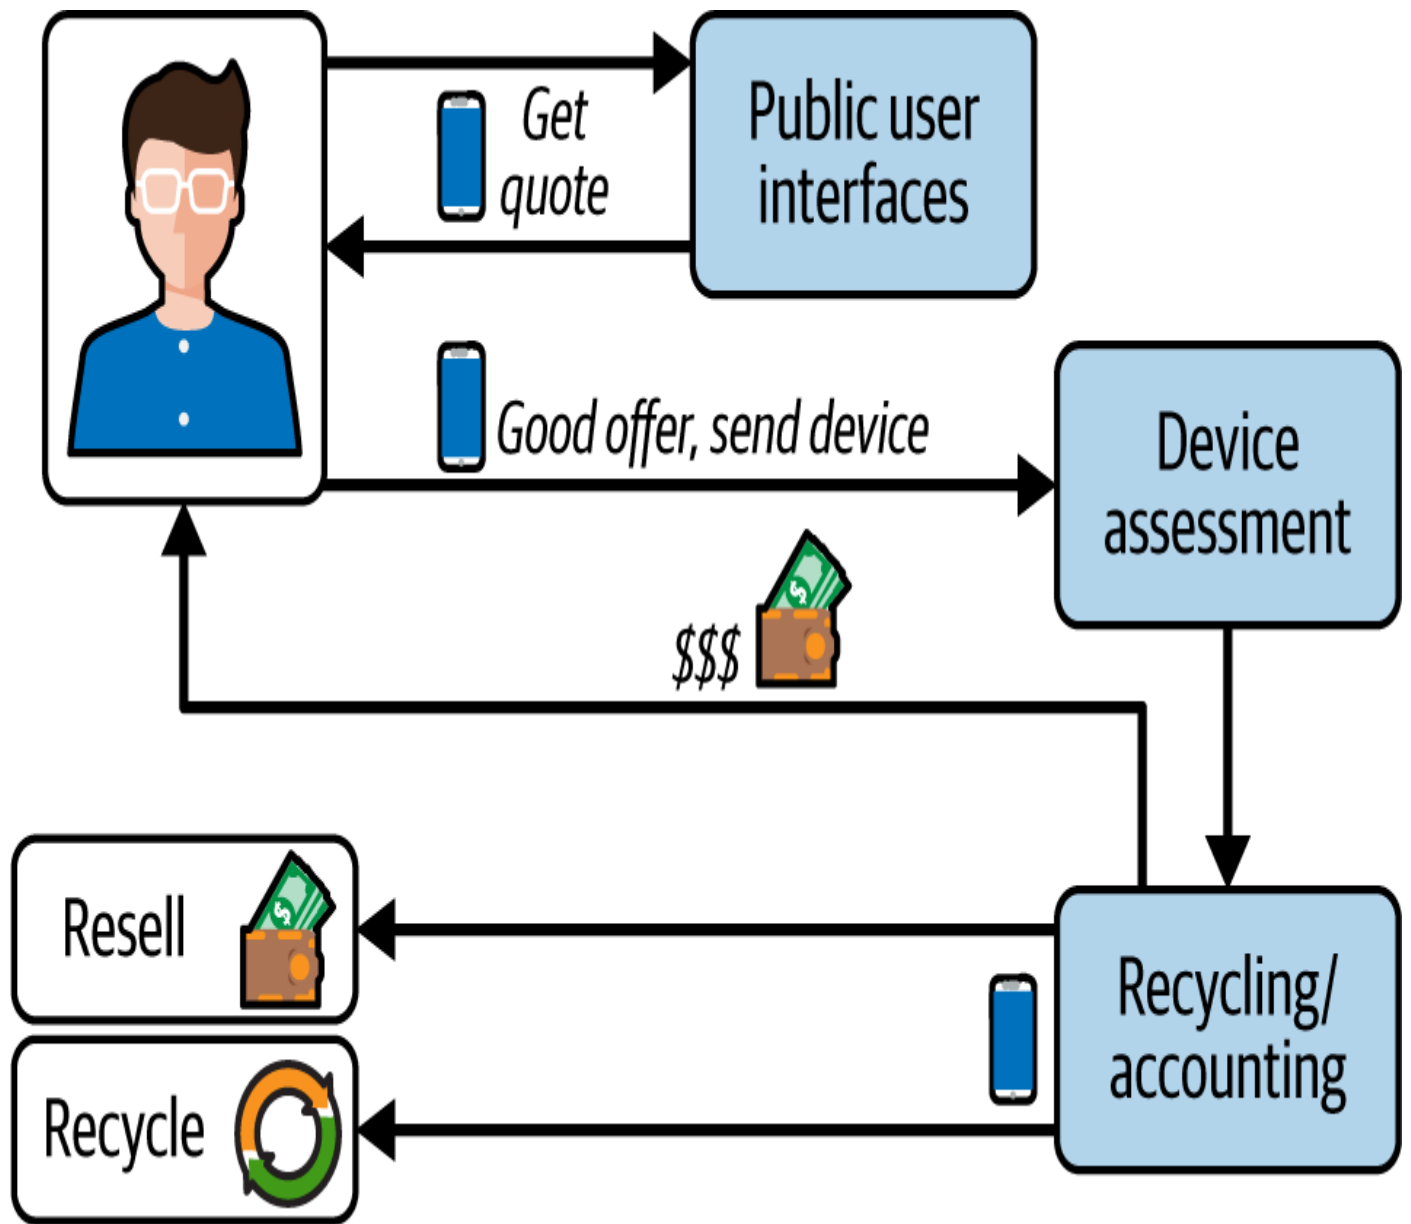 Get
quote
Public user
interfaces
Good offer, send device
Device
assessment
$$$
Resell
Recycling/
accounting
Recycle